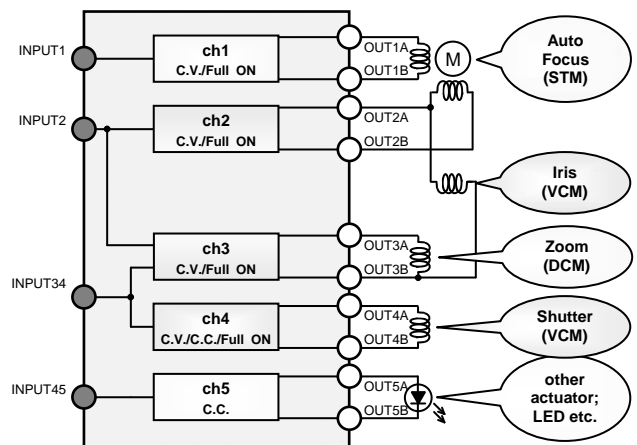 INPUT1
ch1
C.V./Full ON
OUT1A
OUT1B
M
Auto
Focus
(STM)
INPUT2
ch2
C.V./Full ON
OUT2A
OUT2B
Iris
(VCM)
ch3
C.V./Full ON
OUT3A
OUT3B
Zoom
(DCM)
INPUT34
ch4
C.V./C.C./Full ON
OUT4A
OUT4B
Shutter
(VCM)
INPUT45
ch5
C.C.
OUT5A
OUT5B
other
actuator;
LED etc.